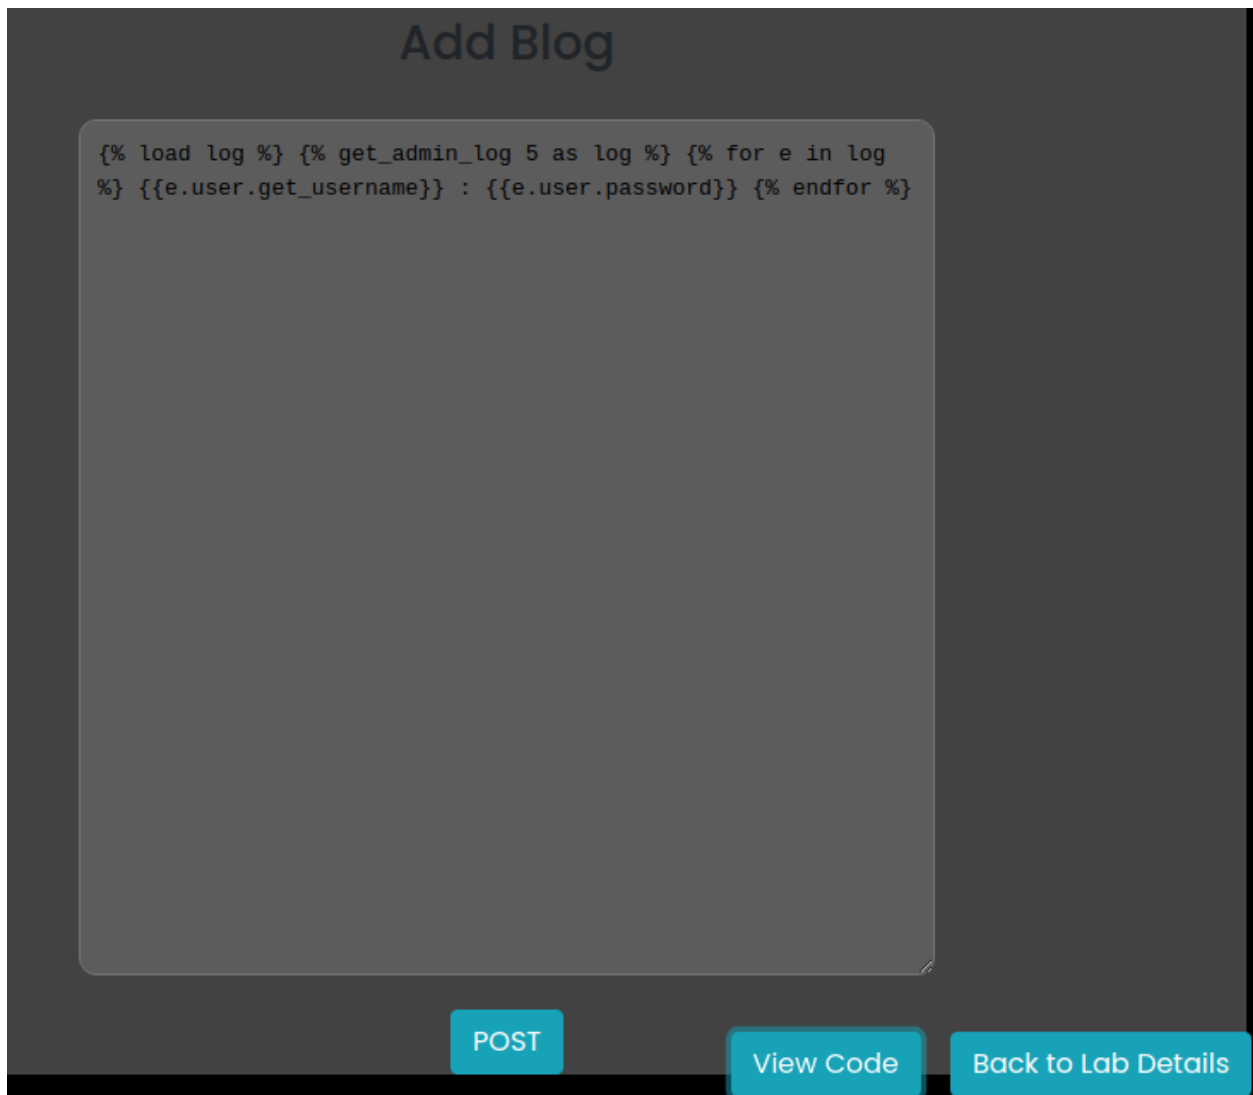 Add Blog
{% load log %} {% get_admin_log 5 as log %} {% for e in log
%} {{e.user.get_username}} : {{e.user.password}} {% endfor %}
POST
View Code
Back to Lab Details